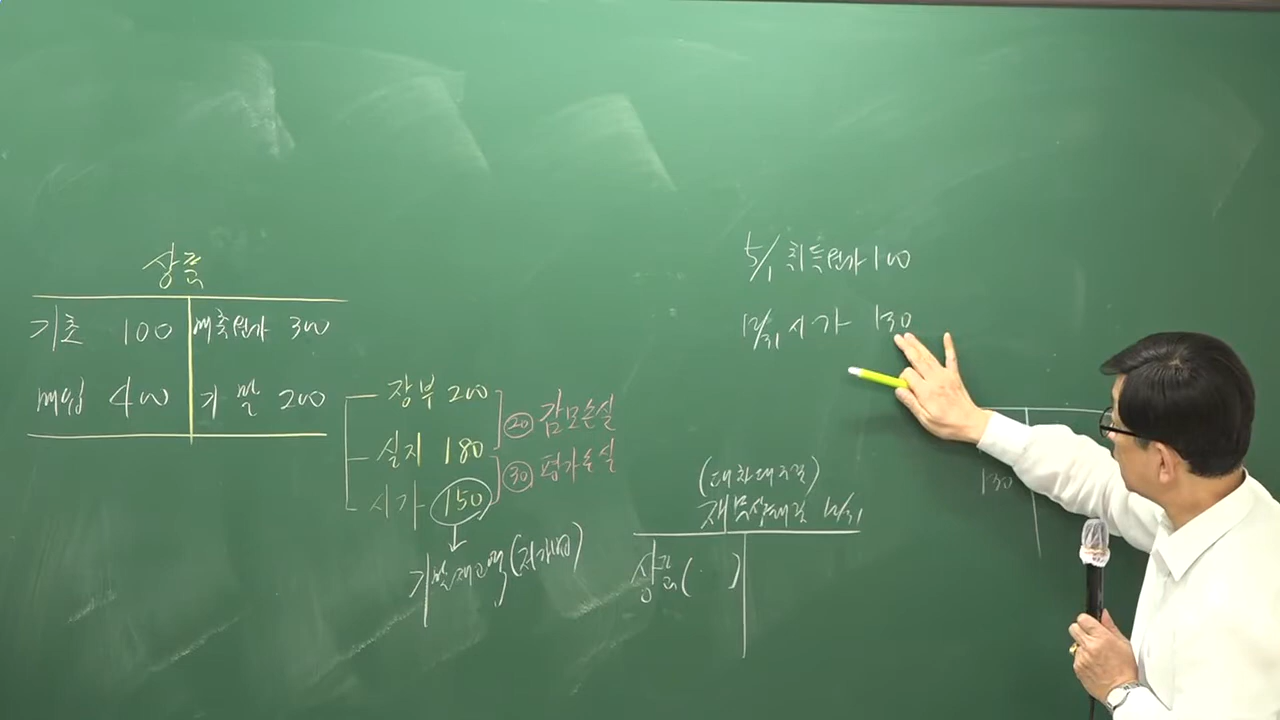 상품
기초 100 매출원가 300
매입 400 기말 200
장부 200
실지 180
시가 150
20 감모손실
30 평가손실
기말재고액(저가법)
5/1 취득원가 100
12/31 시가 130
(대차대조표)
재무상태표 12/31
상품( )
130